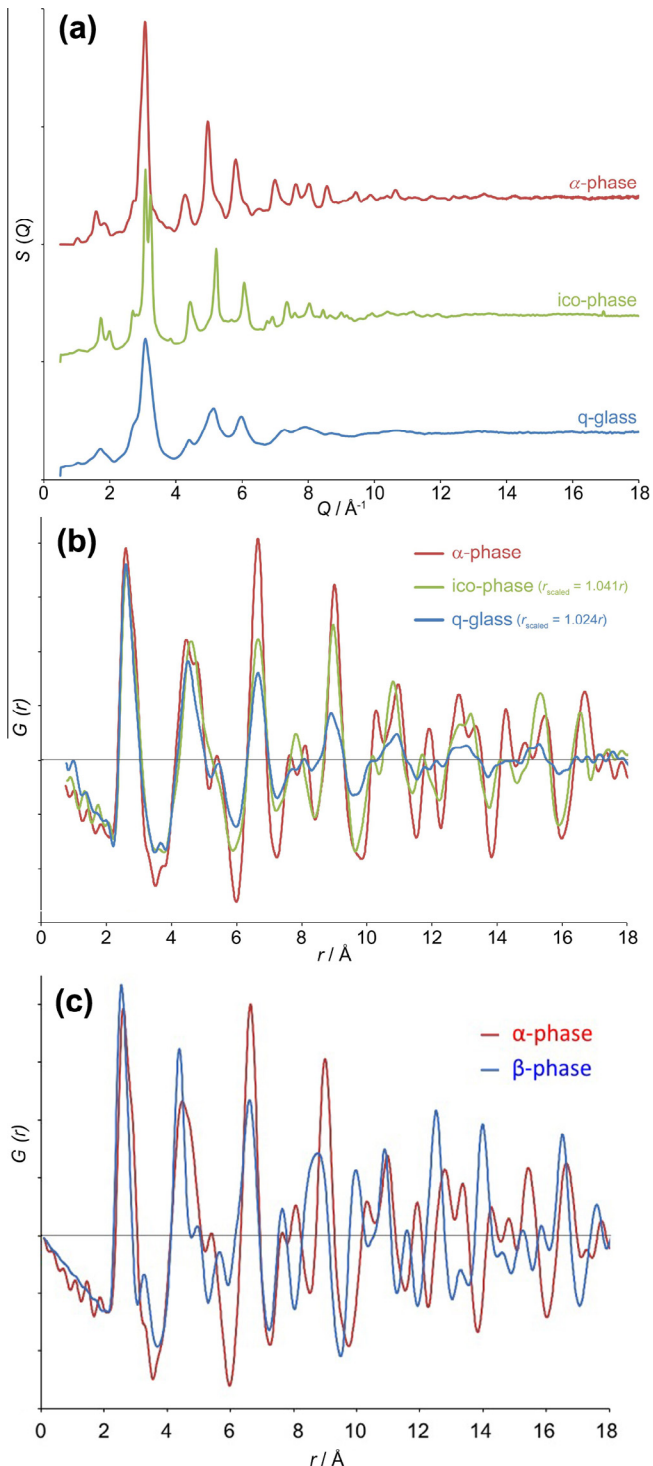 (a)
S (Q)
α-phase
ico-phase
q-glass
0 2 4 6 8 10 12 14 16 18
Q / Å-1
(b)
α-phase
ico-phase (rscaled = 1.041r)
q-glass (rscaled = 1.024r)
G (r)
0 2 4 6 8 10 12 14 16 18
r / Å
(c)
α-phase
β-phase
G (r)
0 2 4 6 8 10 12 14 16 18
r / Å